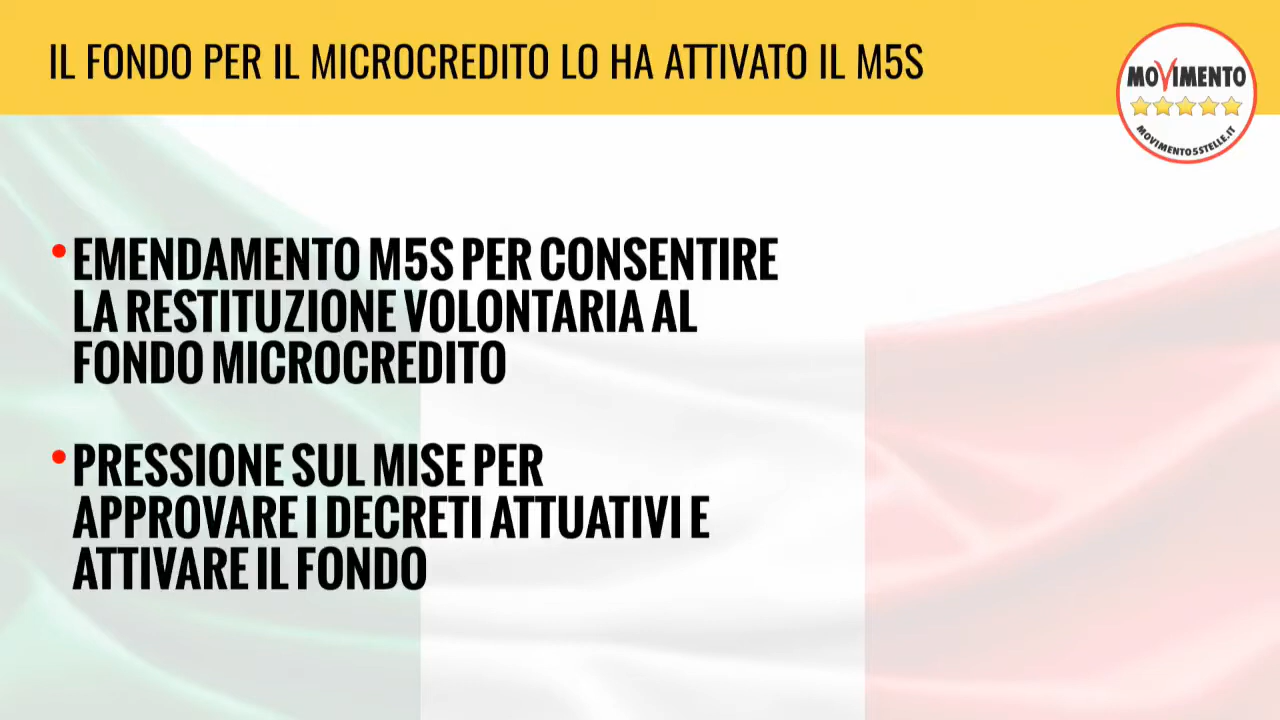 IL FONDO PER IL MICROCREDITO LO HA ATTIVATO IL M5S
MOVIMENTO
MOVIMENTO5STELLE.IT
•EMENDAMENTO M5S PER CONSENTIRE
LA RESTITUZIONE VOLONTARIA AL
FONDO MICROCREDITO
•PRESSIONE SUL MISE PER
APPROVARE I DECRETI ATTUATIVI E
ATTIVARE IL FONDO